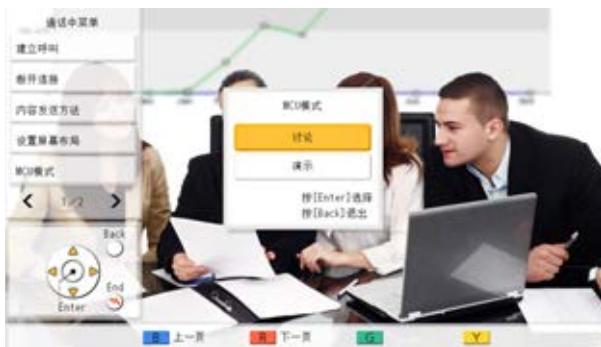 通话中菜单
建立呼叫
断开连接
内容发送方法
设置屏幕布局
MCU模式
1/2
Back
End
Enter
MCU模式
讨论
演示
按[Enter]选择
按[Back]退出
B 上一页 R 下一页 G Y